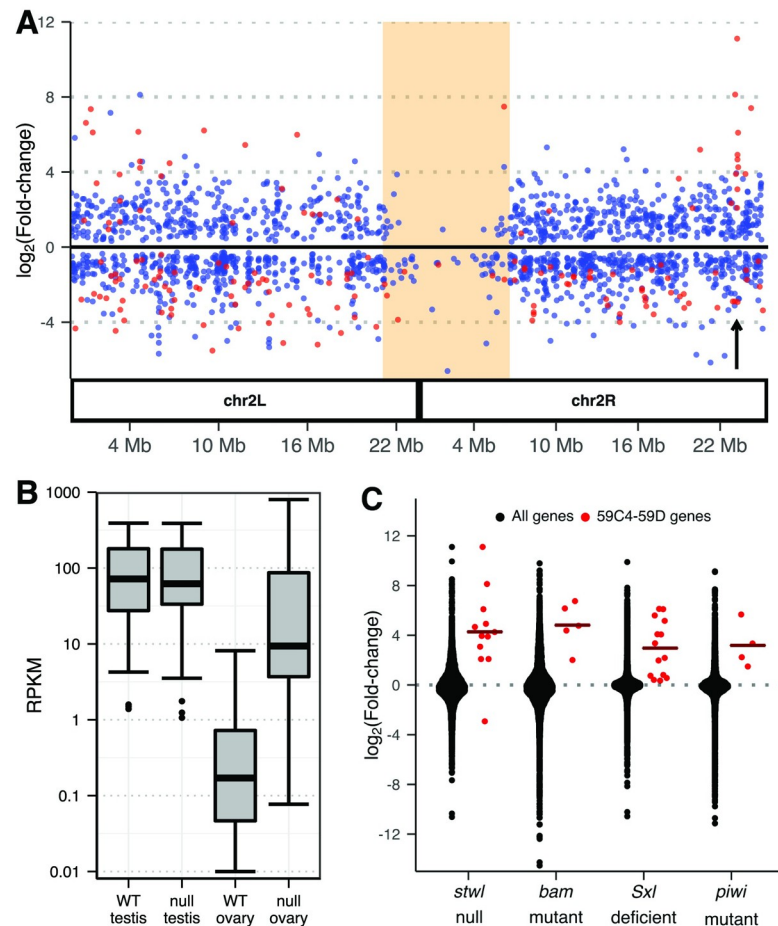 A
log2(Fold-change)
12
8
4
0
-4
chr2L
chr2R
4 Mb
10 Mb
16 Mb
22 Mb
4 Mb
10 Mb
16 Mb
22 Mb
B
RPKM
1000
100
10
1
0.1
0.01
WT testis
null testis
WT ovary
null ovary
C
All genes
59C4-59D genes
log2(Fold-change)
12
8
4
0
-4
-8
-12
stwl null
bam mutant
Sxl deficient
piwi mutant